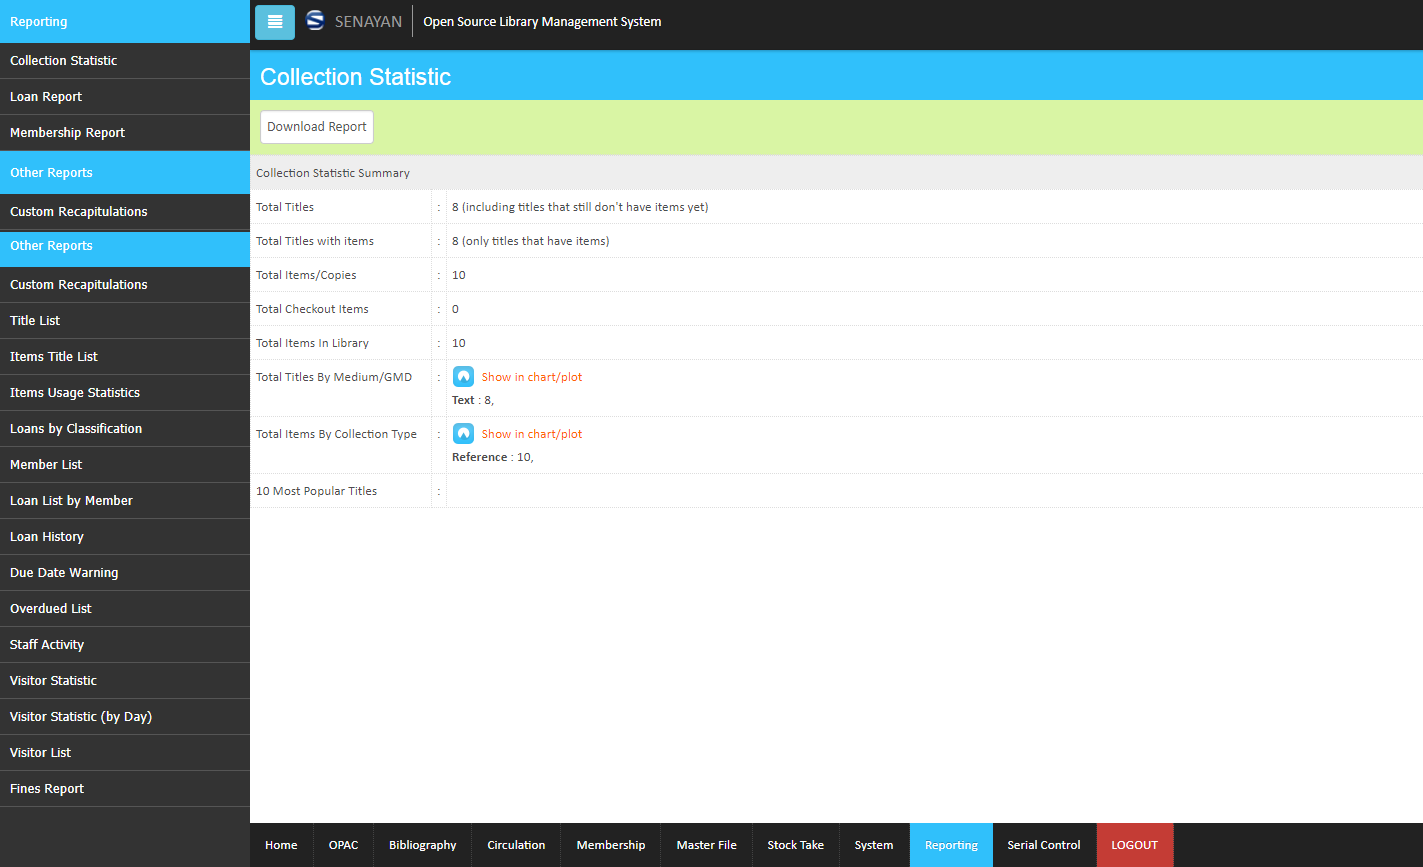 Reporting
Collection Statistic
Loan Report
Membership Report
Other Reports
Custom Recapitulations
Other Reports
Custom Recapitulations
Title List
Items Title List
Items Usage Statistics
Loans by Classification
Member List
Loan List by Member
Loan History
Due Date Warning
Overdued List
Staff Activity
Visitor Statistic
Visitor Statistic (by Day)
Visitor List
Fines Report
SENAYAN Open Source Library Management System
Collection Statistic
Download Report
Collection Statistic Summary
Total Titles : 8 (including titles that still don't have items yet)
Total Titles with items : 8 (only titles that have items)
Total Items/Copies : 10
Total Checkout Items : 0
Total Items In Library : 10
Total Titles By Medium/GMD : Show in chart/plot
Text : 8,
Total Items By Collection Type : Show in chart/plot
Reference : 10,
10 Most Popular Titles :
Home OPAC Bibliography Circulation Membership Master File Stock Take System Reporting Serial Control LOGOUT